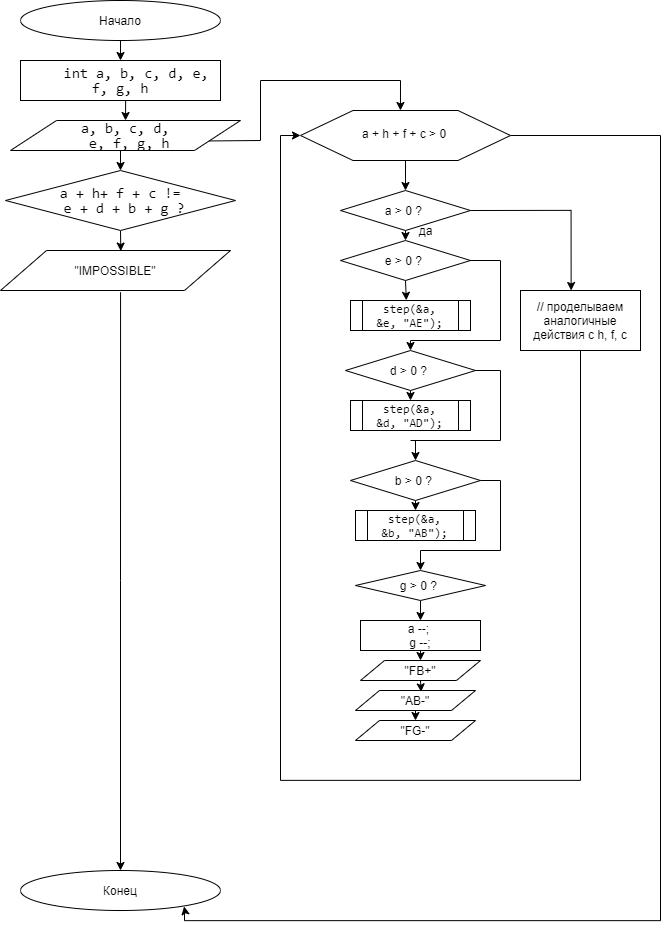 Начало
int a, b, c, d, e,
f, g, h
a, b, c, d,
e, f, g, h
a + h+ f + c !=
e + d + b + g ?
"IMPOSSIBLE"
a + h + f + c > 0
a > 0 ?
да
e > 0 ?
step(&a,
&e, "AE");
d > 0 ?
step(&a,
&d, "AD");
b > 0 ?
step(&a,
&b, "AB");
g > 0 ?
a --;
g --;
"FB+"
"AB-"
"FG-"
// проделываем
аналогичные
действия с h, f, c
Конец